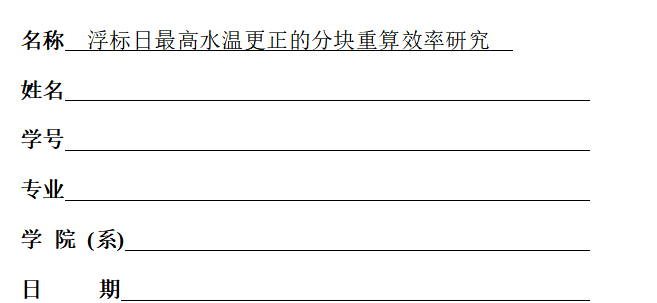 名称 浮标日最高水温更正的分块重算效率研究
姓名
学号
专业
学 院 (系)
日 期